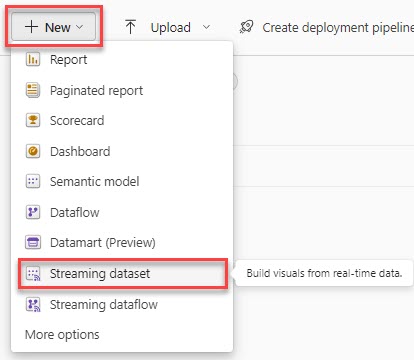 New
Upload
Create deployment pipeline
Report
Paginated report
Scorecard
Dashboard
Semantic model
Dataflow
Datamart (Preview)
Streaming dataset
Build visuals from real-time data.
Streaming dataflow
More options